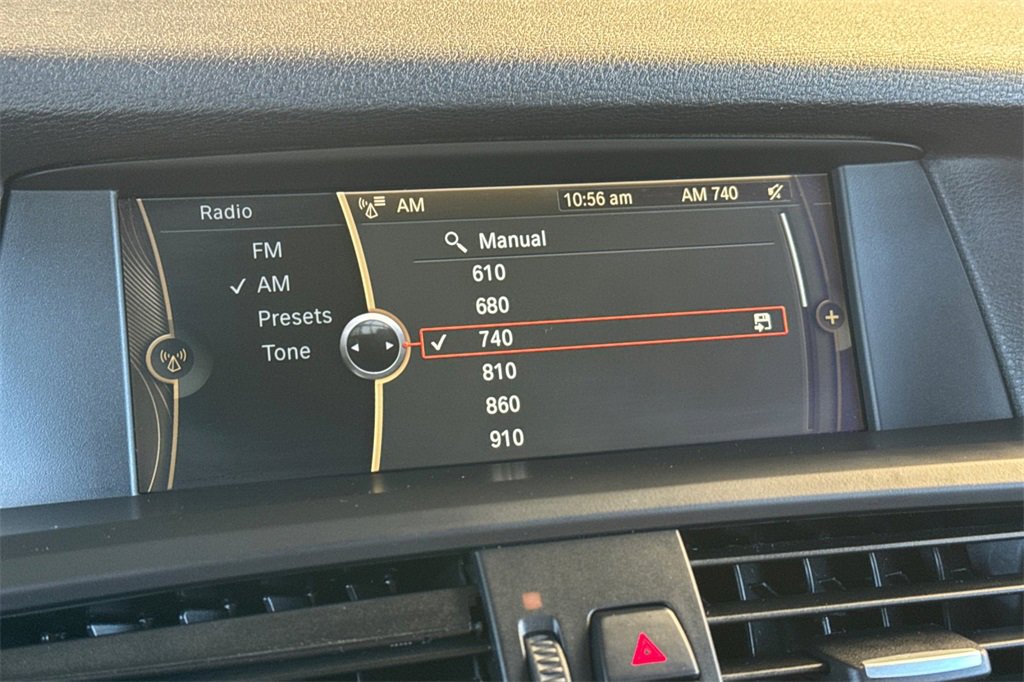 Radio
FM
✓ AM
Presets
Tone
AM 10:56 am AM 740
Manual
610
680
✓ 740
810
860
910
+